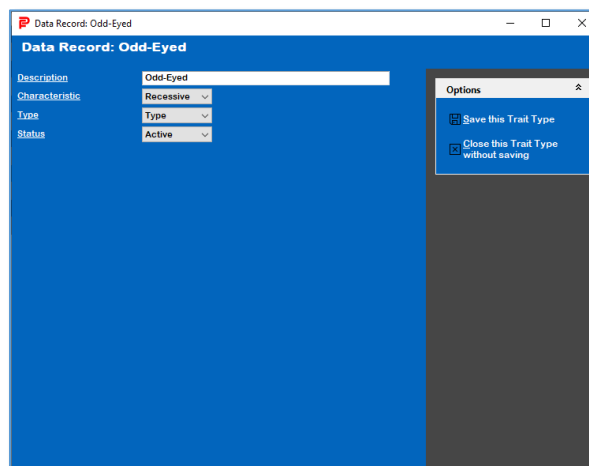 Data Record: Odd-Eyed
Data Record: Odd-Eyed
Description Odd-Eyed
Characteristic Recessive
Type Type
Status Active
Options
Save this Trait Type
Close this Trait Type
without saving